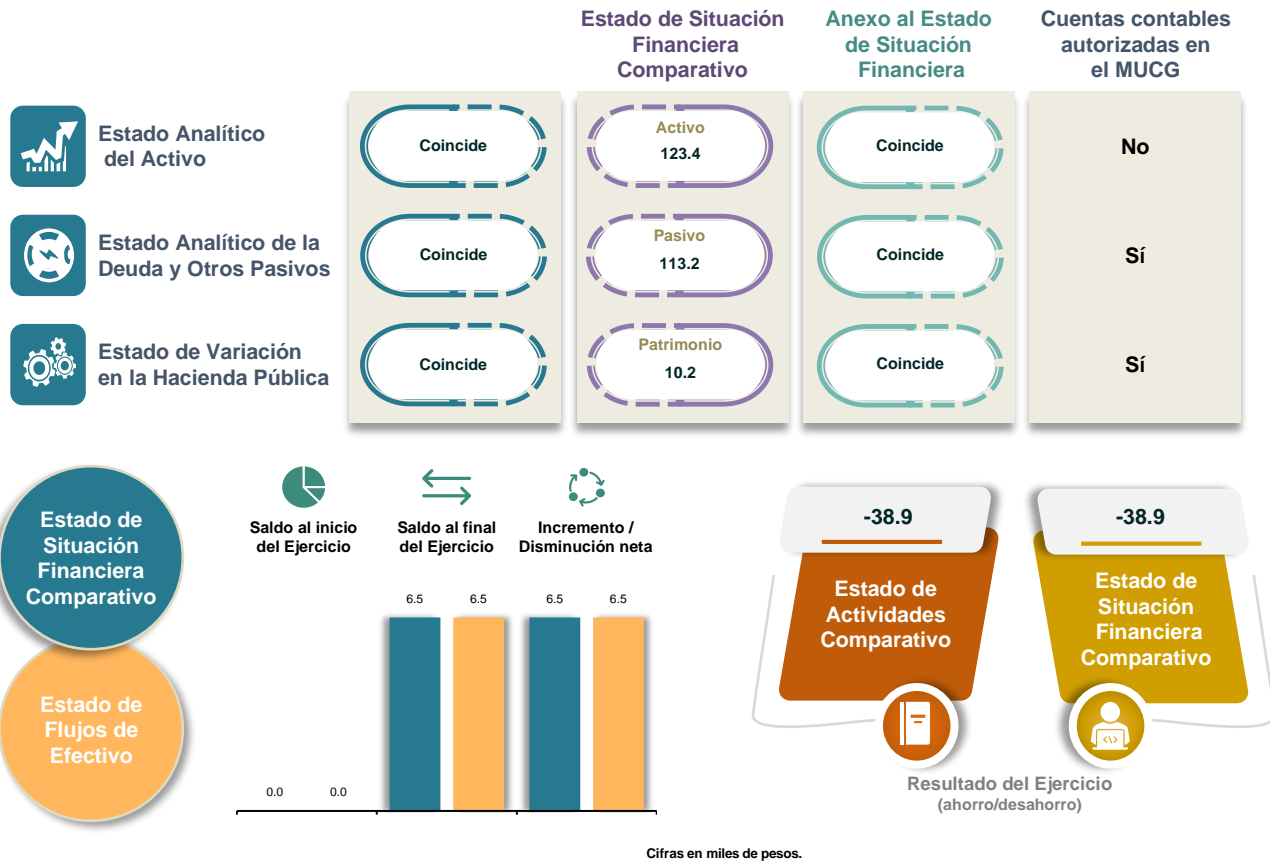 Estado de Situación
Financiera
Comparativo
Anexo al Estado
de Situación
Financiera
Cuentas contables
autorizadas en
el MUCG
Estado Analítico
del Activo
Coincide
Activo
123.4
Coincide
No
Estado Analítico de la
Deuda y Otros Pasivos
Coincide
Pasivo
113.2
Coincide
Sí
Estado de Variación
en la Hacienda Pública
Coincide
Patrimonio
10.2
Coincide
Sí
Estado de
Situación
Financiera
Comparativo
Estado de
Flujos de
Efectivo
Saldo al inicio
del Ejercicio
Saldo al final
del Ejercicio
Incremento /
Disminución neta
0.0 0.0 6.5 6.5 6.5 6.5
-38.9
Estado de
Actividades
Comparativo
-38.9
Estado de
Situación
Financiera
Comparativo
Resultado del Ejercicio
(ahorro/desahorro)
Cifras en miles de pesos.